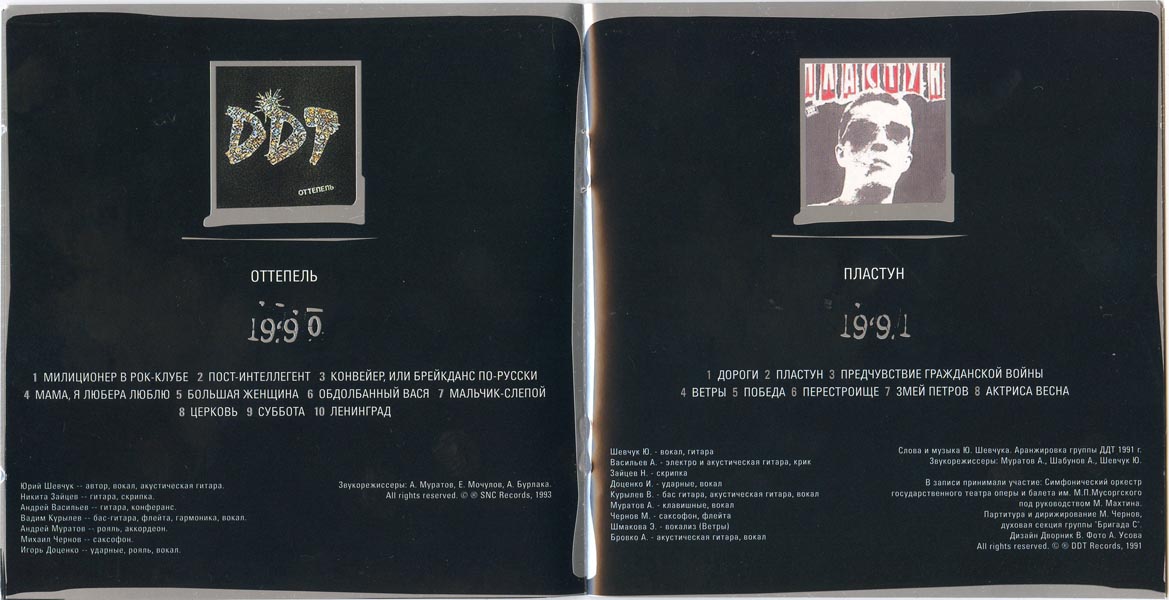 DDT
ОТТЕПЕЛЬ
ОТТЕПЕЛЬ
1990
1 МИЛИЦИОНЕР В РОК-КЛУБЕ 2 ПОСТ-ИНТЕЛЛЕГЕНТ 3 КОНВЕЙЕР, ИЛИ БРЕЙКДАНС ПО-РУССКИ
4 МАМА, Я ЛЮБЕРА ЛЮБЛЮ 5 БОЛЬШАЯ ЖЕНЩИНА 6 ОБДОЛБАННЫЙ ВАСЯ 7 МАЛЬЧИК-СЛЕПОЙ
8 ЦЕРКОВЬ 9 СУББОТА 10 ЛЕНИНГРАД
Юрий Шевчук -- автор, вокал, акустическая гитара.
Никита Зайцев -- гитара, скрипка.
Андрей Васильев -- гитара, конферанс.
Вадим Курылев -- бас-гитара, флейта, гармоника, вокал.
Андрей Муратов -- рояль, аккордеон.
Михаил Чернов -- саксофон.
Игорь Доценко -- ударные, рояль, вокал.
Звукорежиссеры: А. Муратов, Е. Мочулов, А. Бурлака.
All rights reserved. © ℗ SNC Records, 1993
ПЛАСТУН
ПЛАСТУН
1991
1 ДОРОГИ 2 ПЛАСТУН 3 ПРЕДЧУВСТВИЕ ГРАЖДАНСКОЙ ВОЙНЫ
4 ВЕТРЫ 5 ПОБЕДА 6 ПЕРЕСТРОИЩЕ 7 ЗМЕЙ ПЕТРОВ 8 АКТРИСА ВЕСНА
Шевчук Ю. - вокал, гитара
Васильев А. - электро и акустическая гитара, крик
Зайцев Н. - скрипка
Доценко И. - ударные, вокал
Курылев В. - бас гитара, акустическая гитара, вокал
Муратов А. - клавишные, вокал
Чернов М. - саксофон, флейта
Шмакова Э. - вокализ (Ветры)
Бровко А. - акустическая гитара, вокал
Слова и музыка Ю. Шевчука. Аранжировка группы ДДТ 1991 г.
Звукорежиссеры: Муратов А., Шабунов А., Шевчук Ю.
В записи принимали участие: Симфонический оркестр
государственного театра оперы и балета им. М.П.Мусоргского
под руководством М. Махтина.
Партитура и дирижирование М. Чернов,
духовая секция группы "Бригада С".
Дизайн Дворник В. Фото А. Усова
All rights reserved. © ℗ DDT Records, 1991